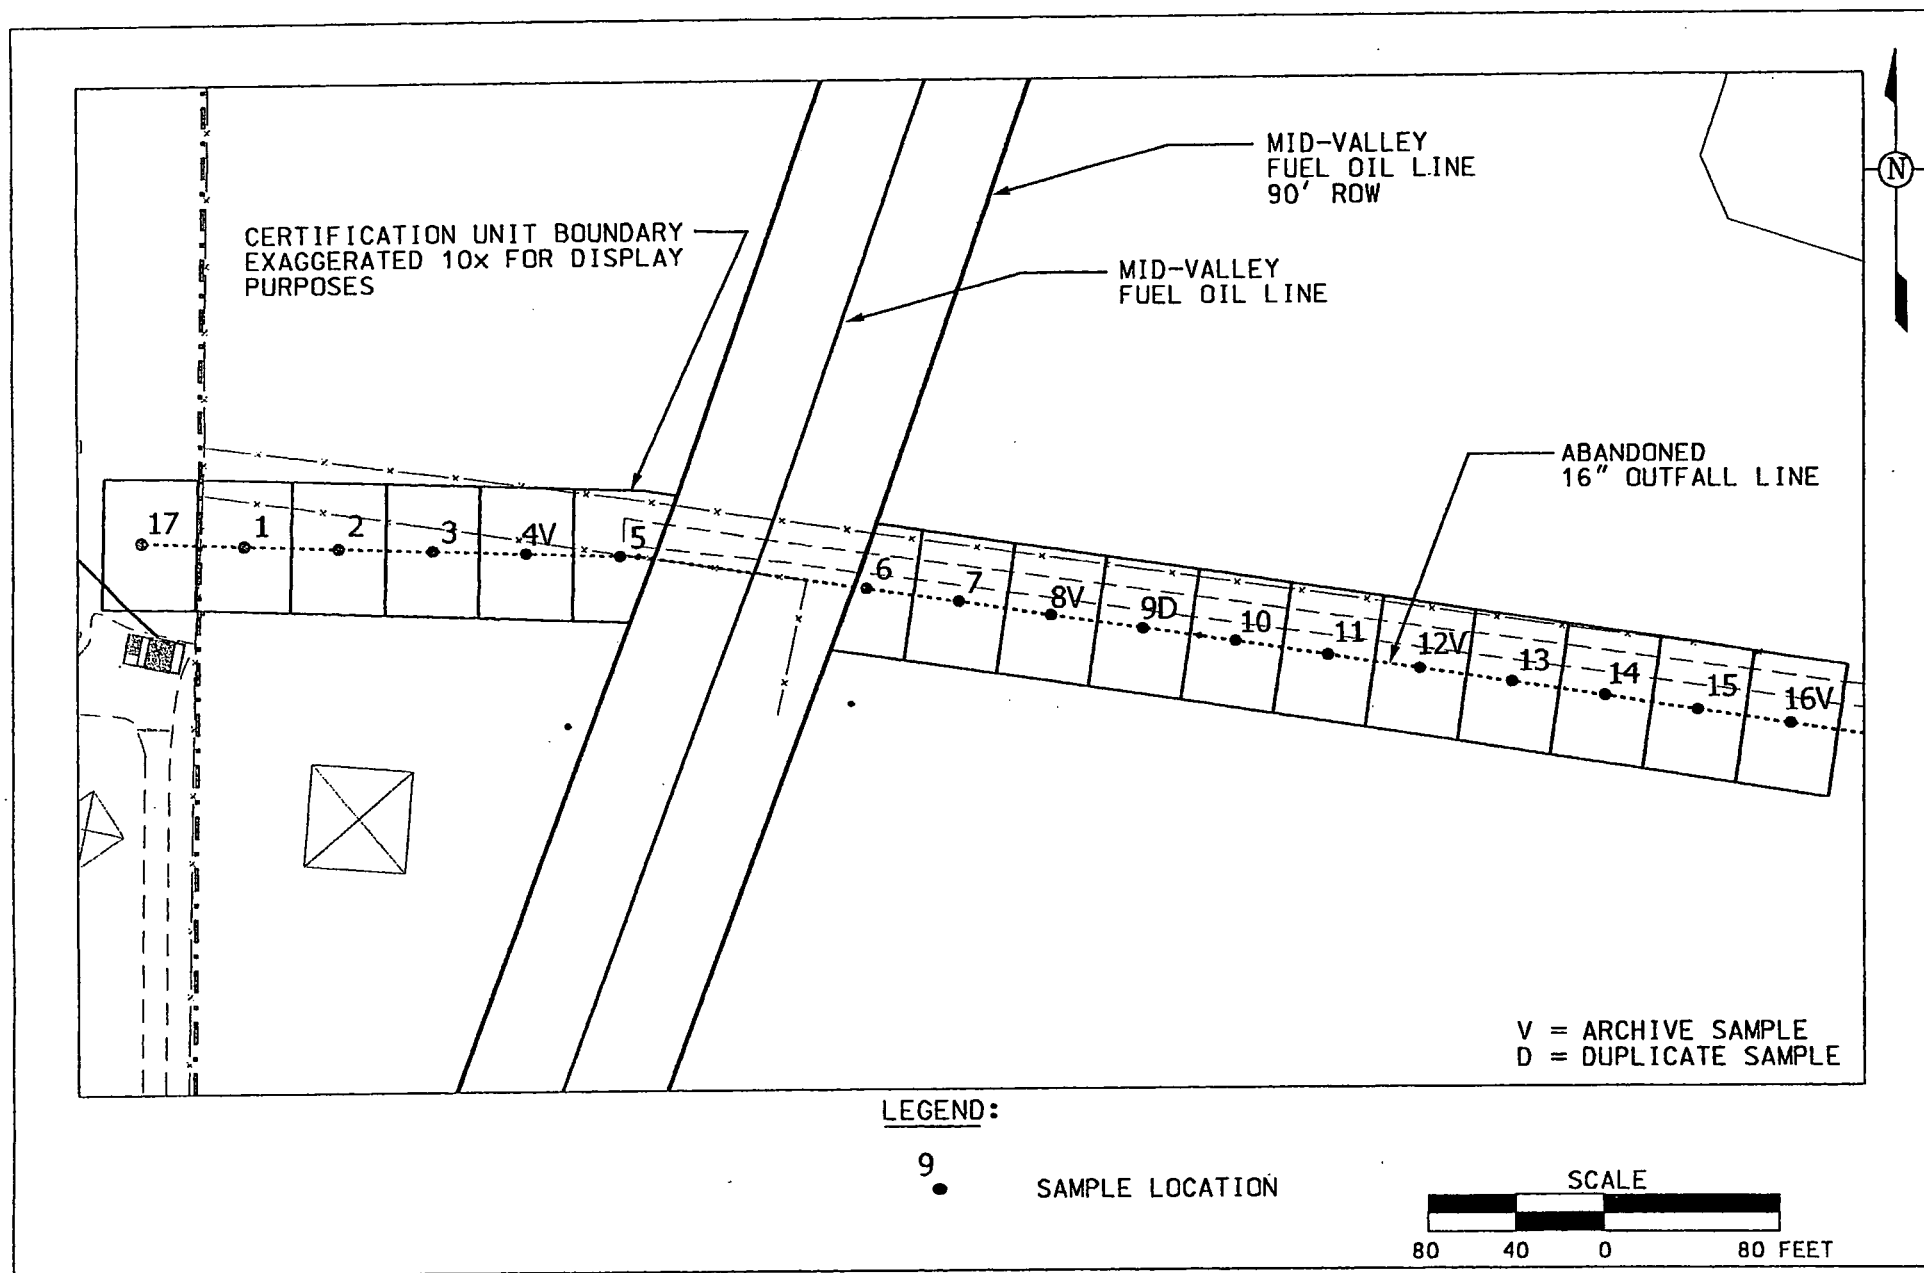 MID-VALLEY
FUEL OIL LINE
90' ROW
N
CERTIFICATION UNIT BOUNDARY
EXAGGERATED 10x FOR DISPLAY
PURPOSES
MID-VALLEY
FUEL OIL LINE
ABANDONED
16" OUTFALL LINE
17
1
2
3
4V
5
6
7
8V
9D
10
11
12V
13
14
15
16V
V = ARCHIVE SAMPLE
D = DUPLICATE SAMPLE
LEGEND:
9
SAMPLE LOCATION
SCALE
80 40 0 80 FEET